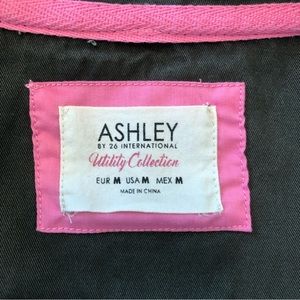 ASHLEY
BY 26 INTERNATIONAL
Utility Collection
EUR M USA M MEX M
MADE IN CHINA